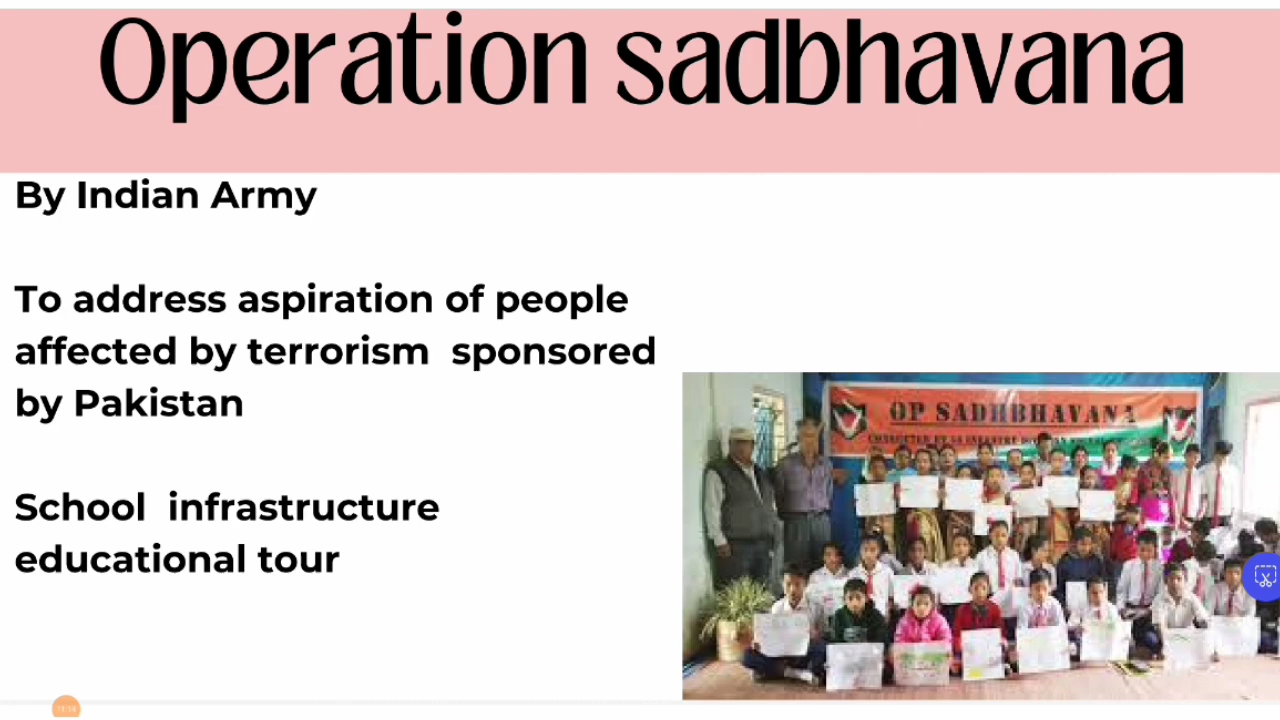 Operation sadbhavana
By Indian Army
To address aspiration of people
affected by terrorism sponsored
by Pakistan
School infrastructure
educational tour
OP SADHBHAVANA